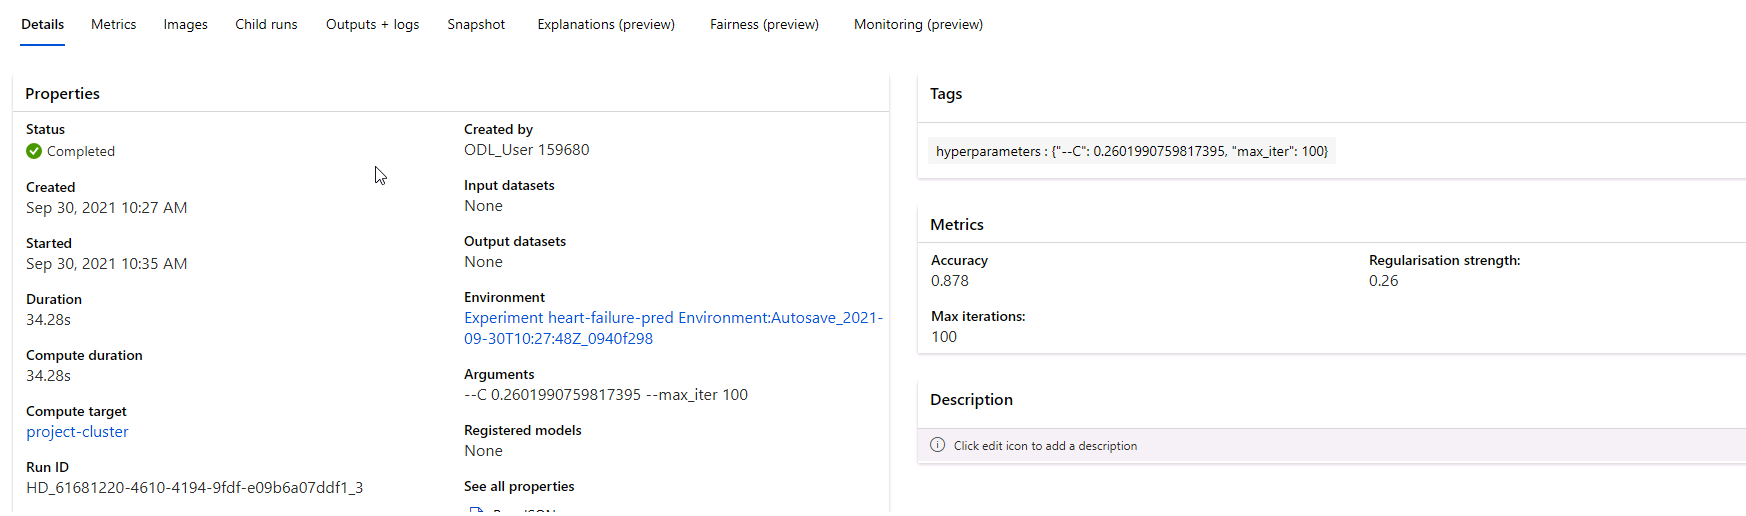 Details Metrics Images Child runs Outputs + logs Snapshot Explanations (preview) Fairness (preview) Monitoring (preview)
Properties
Status
Completed
Created
Sep 30, 2021 10:27 AM
Started
Sep 30, 2021 10:35 AM
Duration
34.28s
Compute duration
34.28s
Compute target
project-cluster
Run ID
HD_61681220-4610-4194-9fdf-e09b6a07ddf1_3
Created by
ODL_User 159680
Input datasets
None
Output datasets
None
Environment
Experiment heart-failure-pred Environment:Autosave_2021-
09-30T10:27:48Z_0940f298
Arguments
--C 0.2601990759817395 --max_iter 100
Registered models
None
See all properties
Tags
hyperparameters : {"--C": 0.2601990759817395, "max_iter": 100}
Metrics
Accuracy
0.878
Regularisation strength:
0.26
Max iterations:
100
Description
Click edit icon to add a description